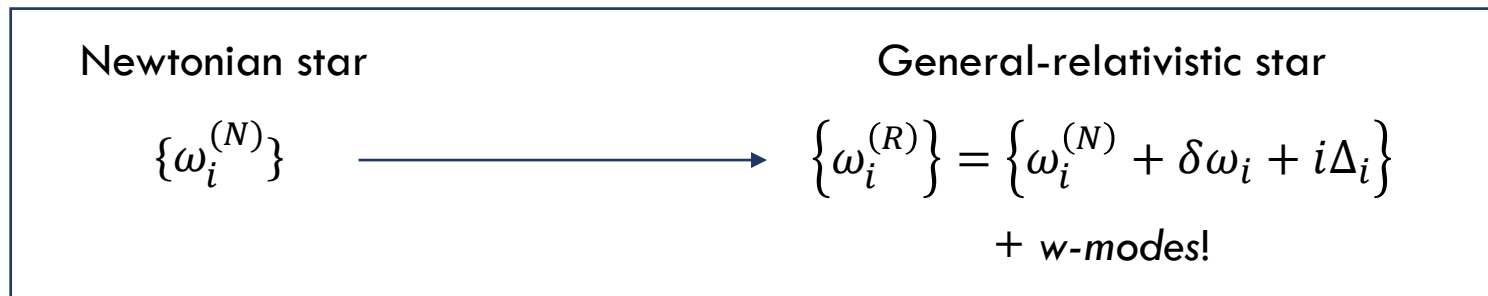 Newtonian star
General-relativistic star
{ω_i^(N)}
{ω_i^(R)} = {ω_i^(N) + δω_i + iΔ_i}
+ w-modes!